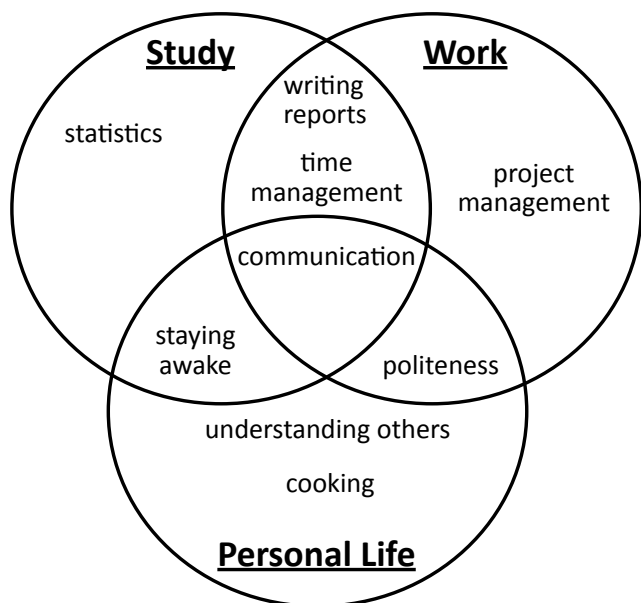 Study
Work
writing
reports
statistics
time
management
project
management
communication
staying
awake
politeness
understanding others
cooking
Personal Life